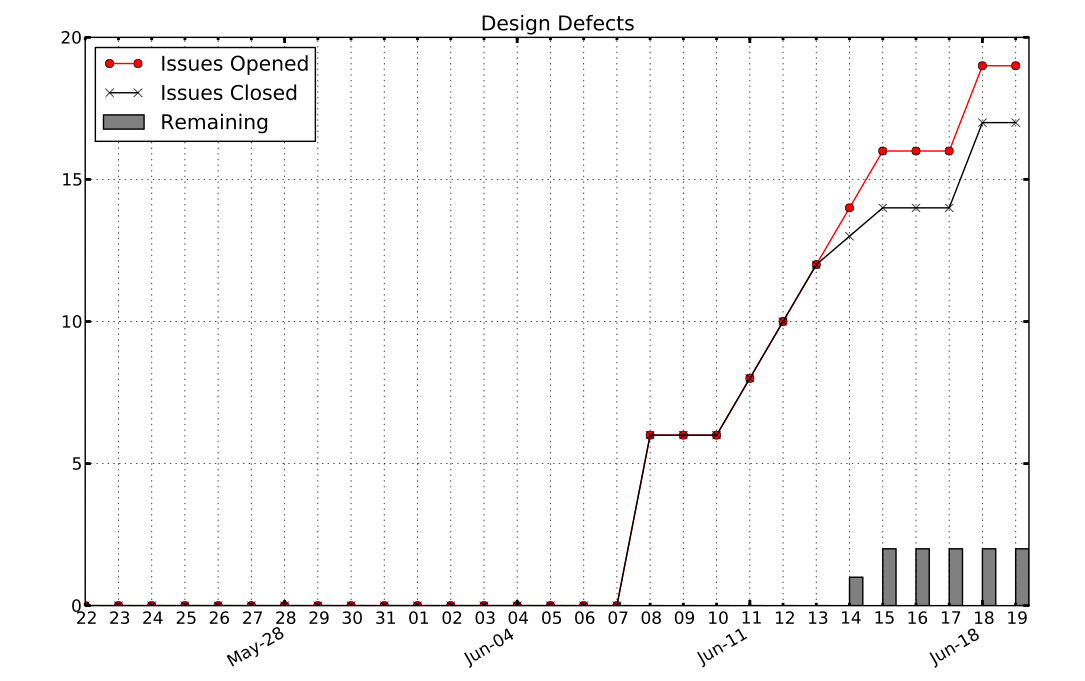 Design Defects
Issues Opened
Issues Closed
Remaining
20
15
10
5
0
22 23 24 25 26 27 28 29 30 31 01 02 03 04 05 06 07 08 09 10 11 12 13 14 15 16 17 18 19
May-28 Jun-04 Jun-11 Jun-18